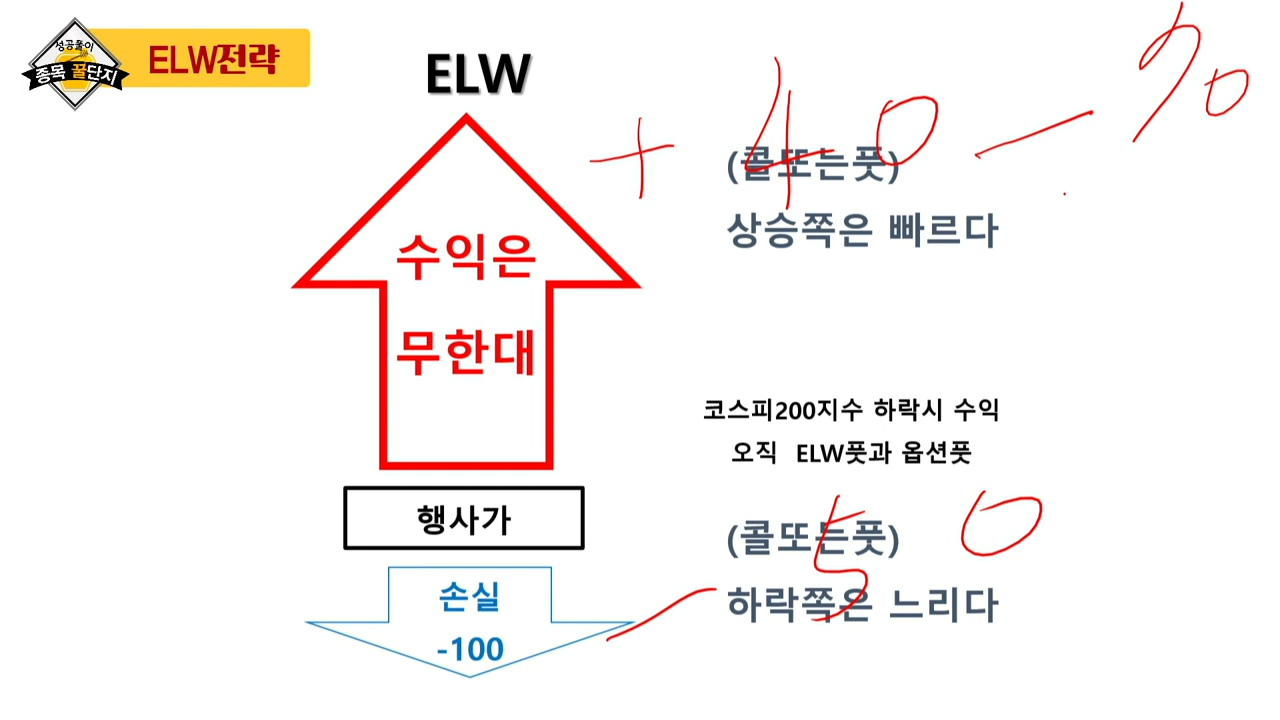 성공올이
종목 꿀단지
ELW전략
ELW
+ 40 - %
(콜또는풋)
상승쪽은 빠르다
수익은
무한대
코스피200지수 하락시 수익
오직 ELW풋과 옵션풋
행사가
(콜또는풋)
하락쪽은 느리다
- 50
손실
-100